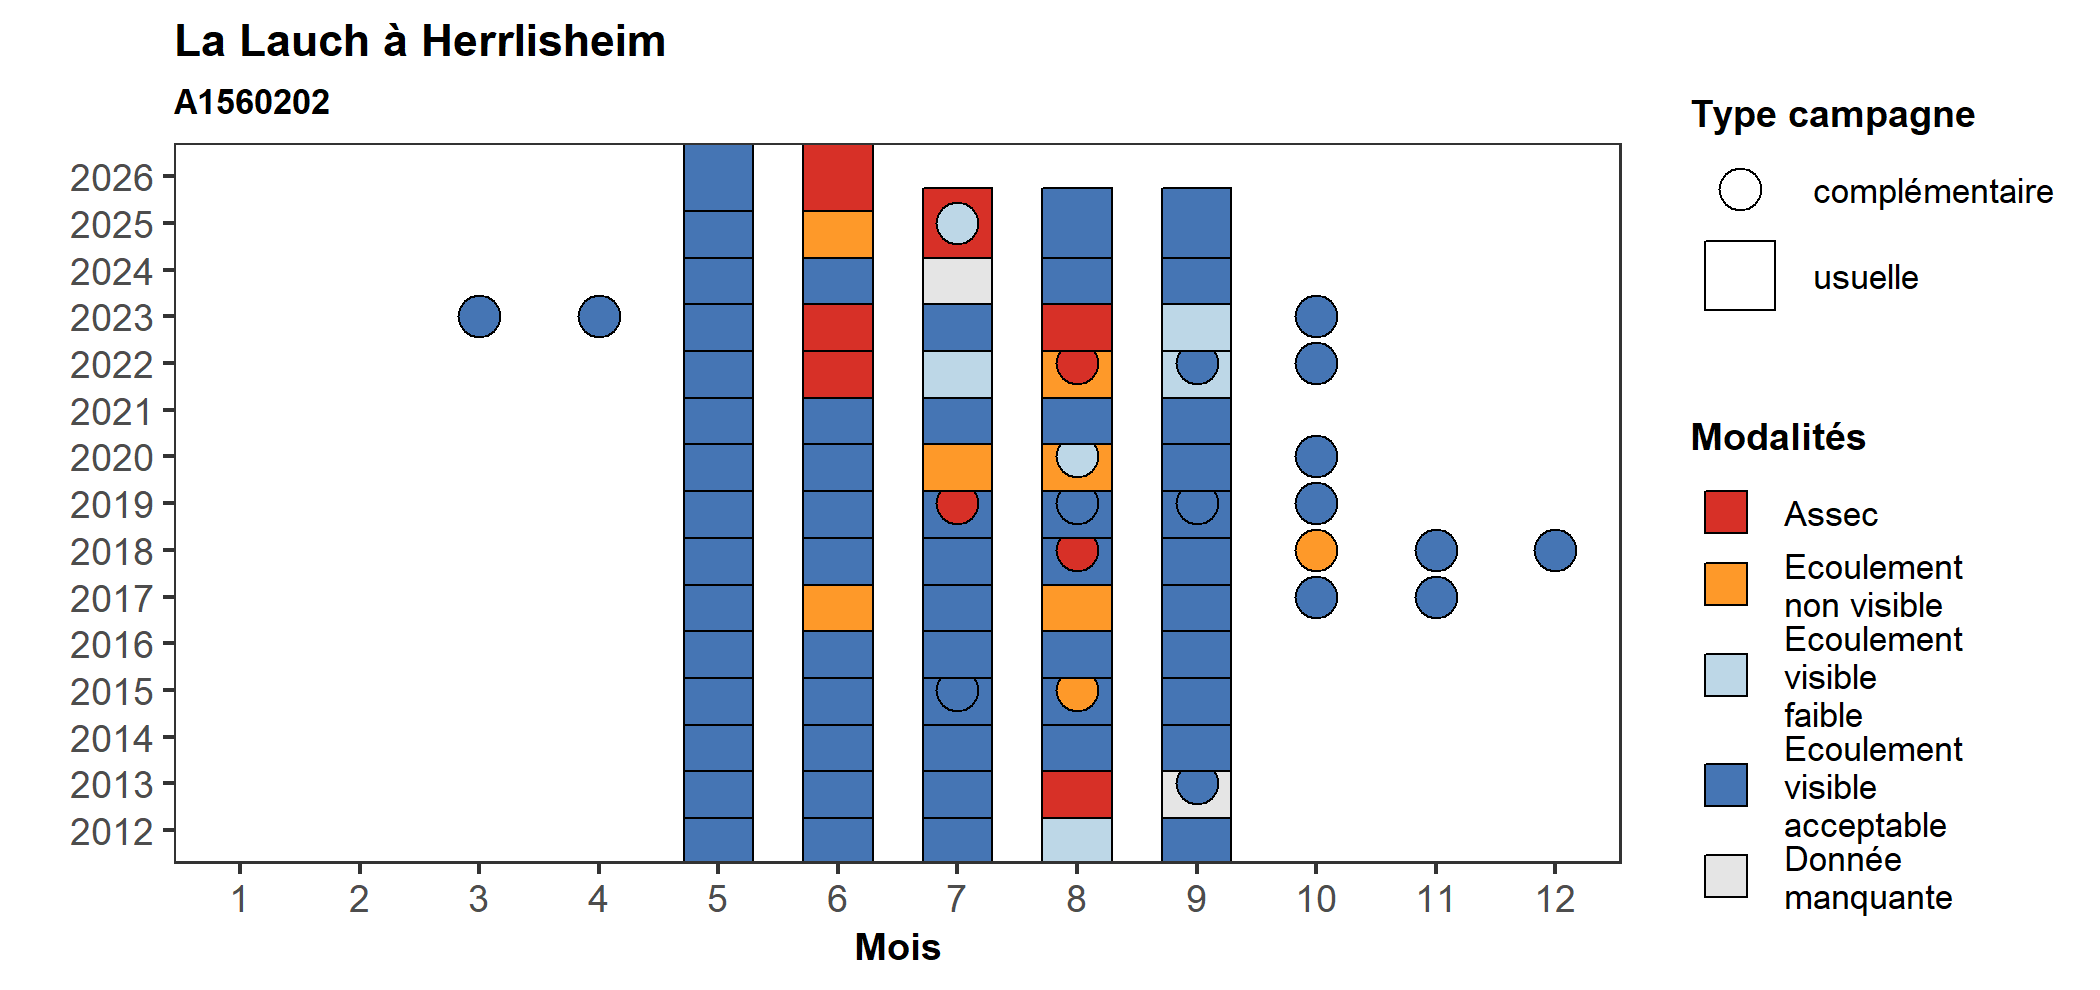 La Lauch à Herrlisheim
A1560202
2026
2025
2024
2023
2022
2021
2020
2019
2018
2017
2016
2015
2014
2013
2012
1 2 3 4 5 6 7 8 9 10 11 12
Mois
Type campagne
complémentaire
usuelle
Modalités
Assec
Ecoulement
non visible
Ecoulement
visible
faible
Ecoulement
visible
acceptable
Donnée
manquante